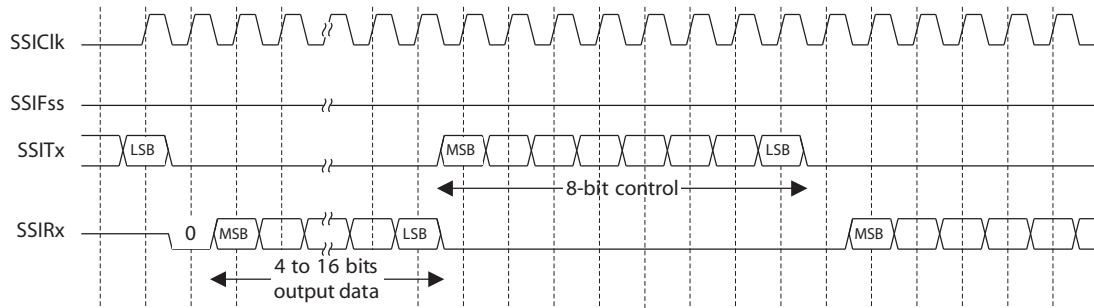 SSIClk
SSIFss
SSITx
LSB
MSB
LSB
8-bit control
SSIRx
0
MSB
LSB
MSB
4 to 16 bits
output data